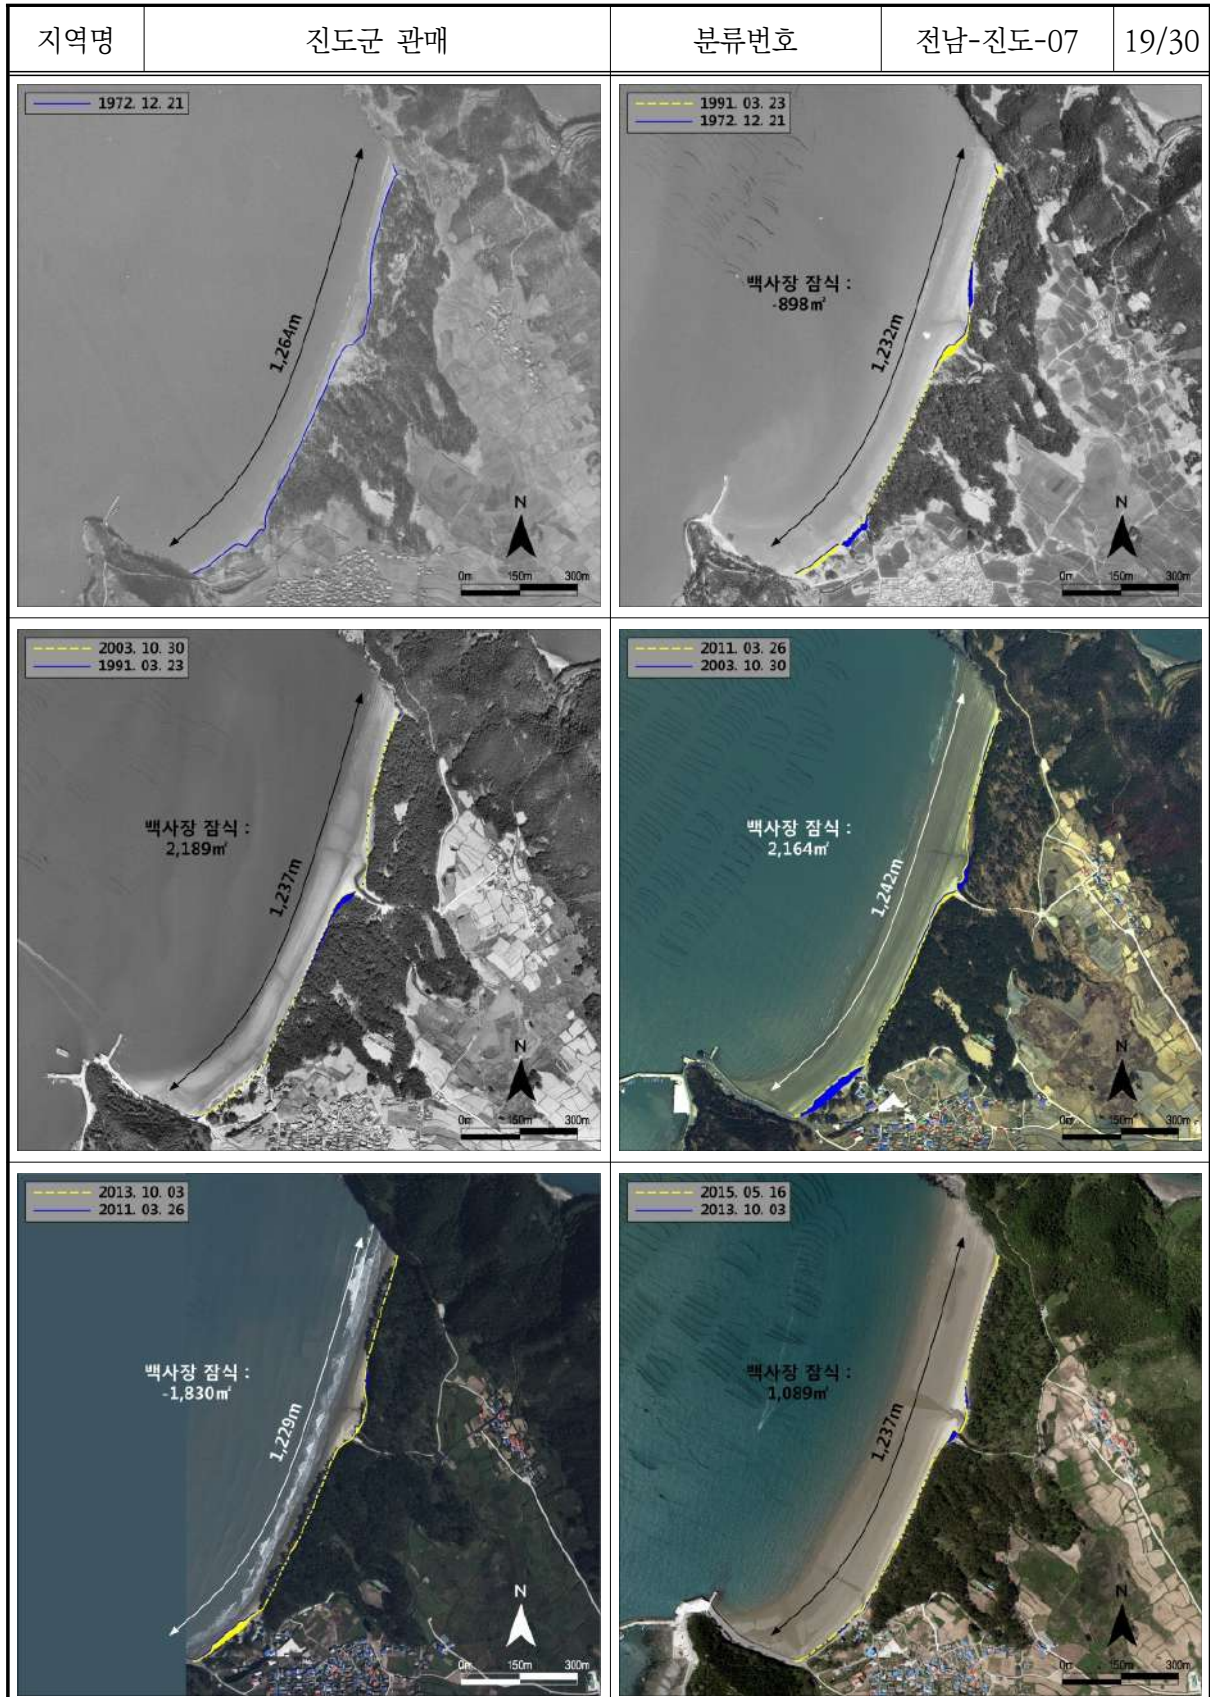 지역명 진도군 관매 분류번호 전남-진도-07 19/30
1972. 12. 21
1,264m
N
0m 150m 300m
1991. 03. 23
1972. 12. 21
백사장 잠식 :
-898㎡
1,232m
N
0m 150m 300m
2003. 10. 30
1991. 03. 23
백사장 잠식 :
2,189㎡
1,237m
N
0m 150m 300m
2011. 03. 26
2003. 10. 30
백사장 잠식 :
2,164㎡
1,242m
N
0m 150m 300m
2013. 10. 03
2011. 03. 26
백사장 잠식 :
-1,830㎡
1,229m
N
0m 150m 300m
2015. 05. 16
2013. 10. 03
백사장 잠식 :
1,089㎡
1,237m
N
0m 150m 300m